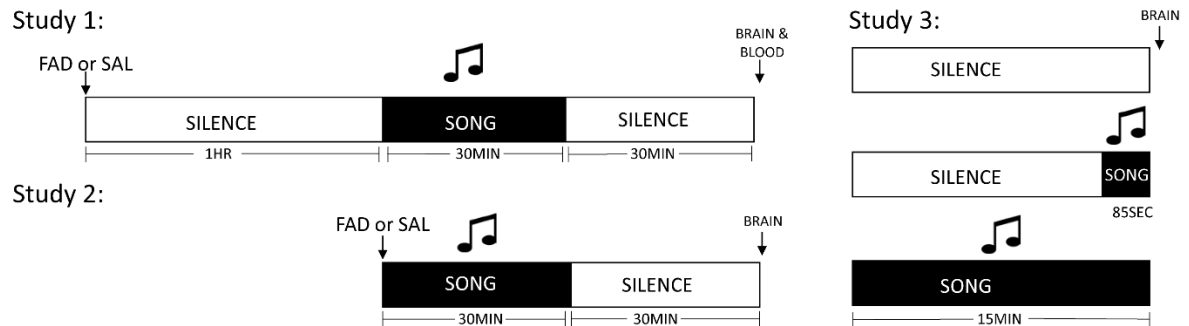 Study 1:
FAD or SAL
BRAIN &
BLOOD
SILENCE
SONG
SILENCE
1HR
30MIN
30MIN
Study 2:
FAD or SAL
BRAIN
SONG
SILENCE
30MIN
30MIN
Study 3:
BRAIN
SILENCE
SILENCE
SONG
85SEC
SONG
15MIN